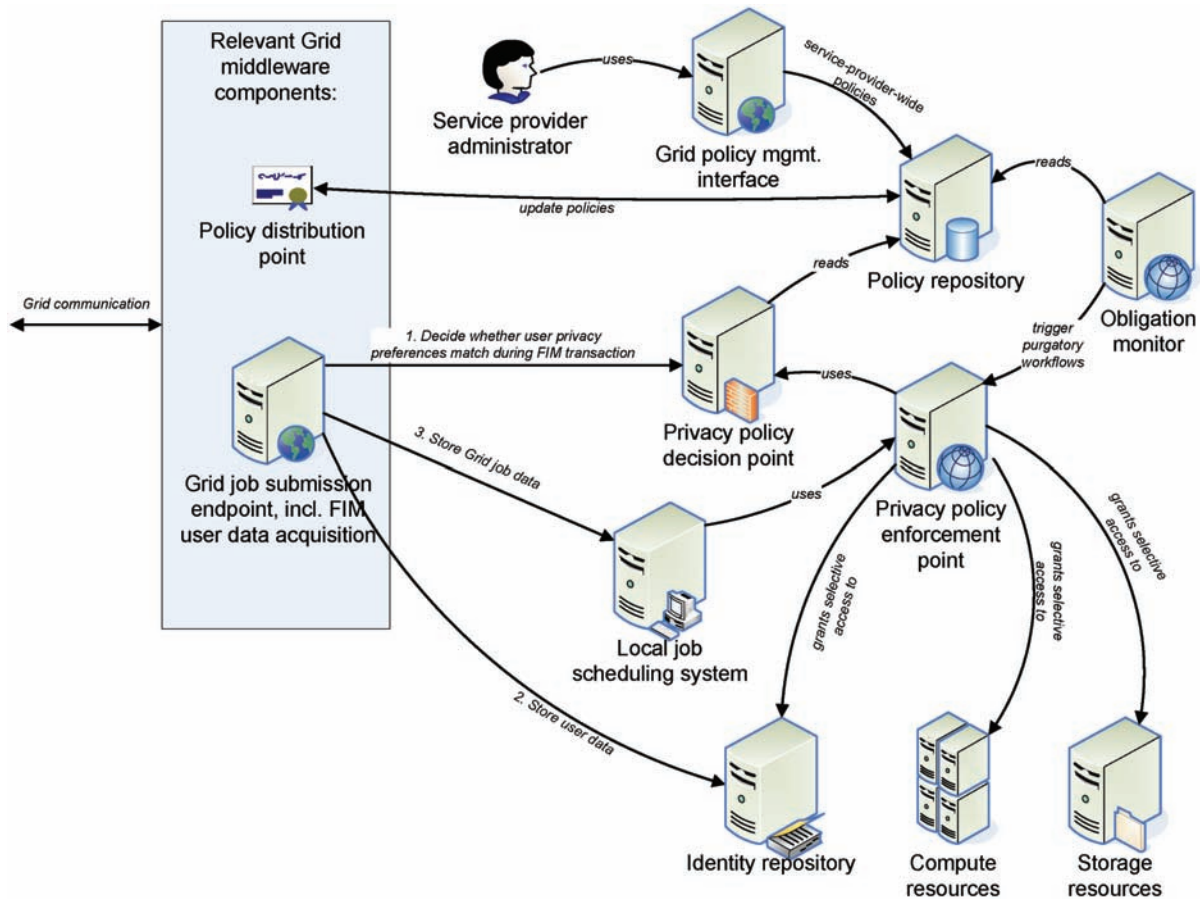 Relevant Grid
middleware
components:
Service provider
administrator
uses
Grid policy mgmt.
interface
service-provider-wide
policies
reads
Policy distribution
point
update policies
Policy repository
Obligation
monitor
reads
Grid communication
1. Decide whether user privacy
preferences match during FIM transaction
trigger
purgatory
workflows
uses
Privacy policy
decision point
Grid job submission
endpoint, incl. FIM
user data acquisition
3. Store Grid job data
uses
Privacy policy
enforcement
point
grants selective
access to
grants selective
access to
grants selective
access to
Local job
scheduling system
2. Store user data
Identity repository
Compute
resources
Storage
resources